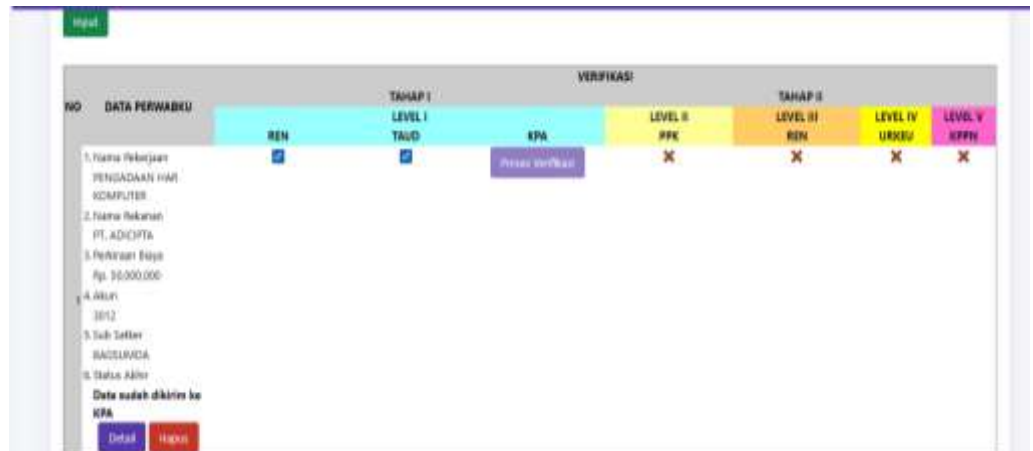 Input
VERIFIKASI
NO DATA PERWABKU TAHAP I TAHAP II
LEVEL I LEVEL II LEVEL III LEVEL IV LEVEL V
REN TAUD KPA PPK REN URKEU KPPN
1. Nama Pekerjaan Proses Verifikasi
PENGADAAN HAR
KOMPUTER
2. Nama Rekanan
PT. ADICIPTA
3. Perkiraan Biaya
Rp. 50.000.000
4. Akun
3012
5. Sub Satker
BAGSUMDA
6. Status Akhir
Data sudah dikirim ke
KPA
Detail Hapus